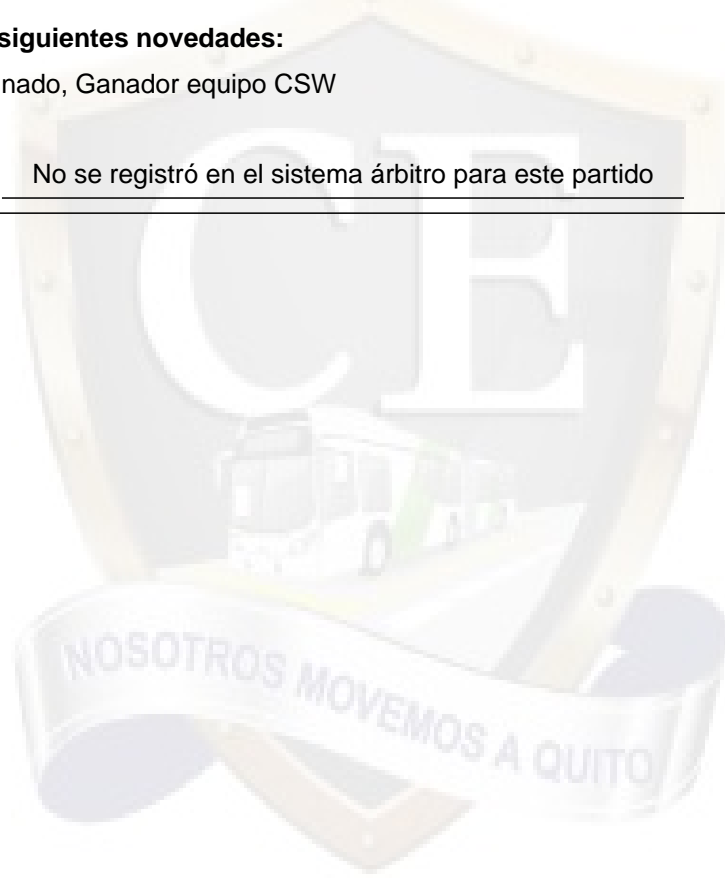 siguientes novedades:
nado, Ganador equipo CSW
No se registró en el sistema árbitro para este partido
CE
NOSOTROS MOVEMOS A QUITO